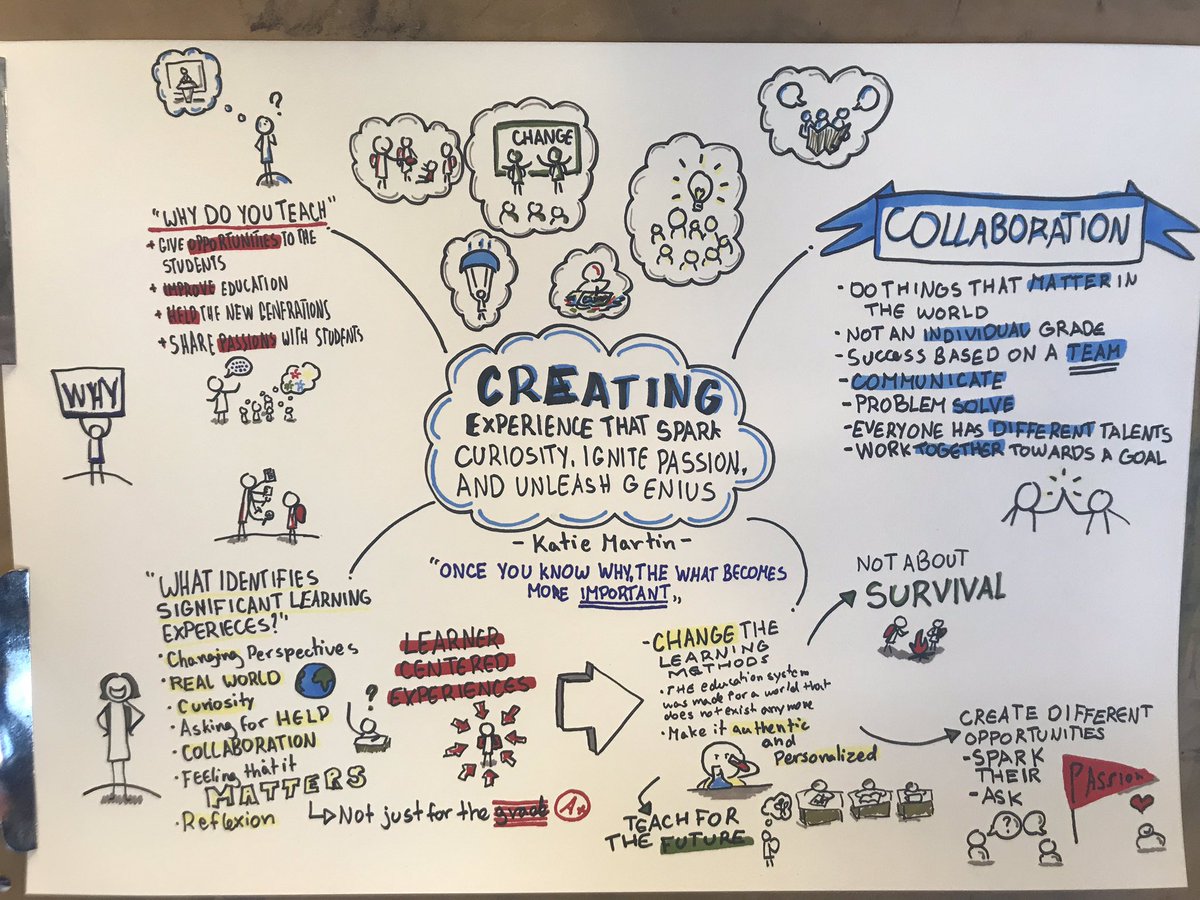 ?
CHANGE
"WHY DO YOU TEACH"
+ GIVE OPPORTUNITIES TO THE
STUDENTS
+ IMPROVE EDUCATION
+ HELD THE NEW GENERATIONS
+ SHARE PASSIONS WITH STUDENTS
WHY
COLLABORATION
- DO THINGS THAT MATTER IN
THE WORLD
- NOT AN INDIVIDUAL GRADE
- SUCCESS BASED ON A TEAM
- COMMUNICATE
- PROBLEM SOLVE
- EVERYONE HAS DIFFERENT TALENTS
- WORK TOGETHER TOWARDS A GOAL
CREATING
EXPERIENCE THAT SPARK
CURIOSITY, IGNITE PASSION,
AND UNLEASH GENIUS
- Katie Martin -
"ONCE YOU KNOW WHY, THE WHAT BECOMES
MORE IMPORTANT„
"WHAT IDENTIFIES
SIGNIFICANT LEARNING
EXPERIECES?"
• Changing Perspectives
• REAL WORLD
• Curiosity
• Asking for HELP
• COLLABORATION
• Feeling that it
MATTERS
↳ Not just for the grade A+
• Reflexion
?
LEARNER
CENTERED
EXPERIENCES
- CHANGE THE
LEARNING
METHODS
• THE education system
was made for a world that
does not exist anymore
• Make it authentic
and
Personalized
NOT ABOUT
SURVIVAL
TEACH FOR
THE FUTURE
CREATE DIFFERENT
OPPORTUNITIES
- SPARK
THEIR
PASSION
- ASK
?